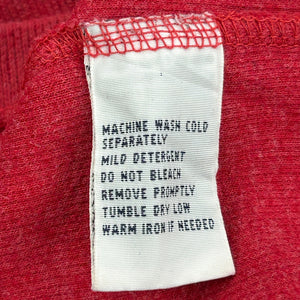 MACHINE WASH COLD
SEPARATELY
MILD DETERGENT
DO NOT BLEACH
REMOVE PROMPTLY
TUMBLE DRY LOW
WARM IRON IF NEEDED